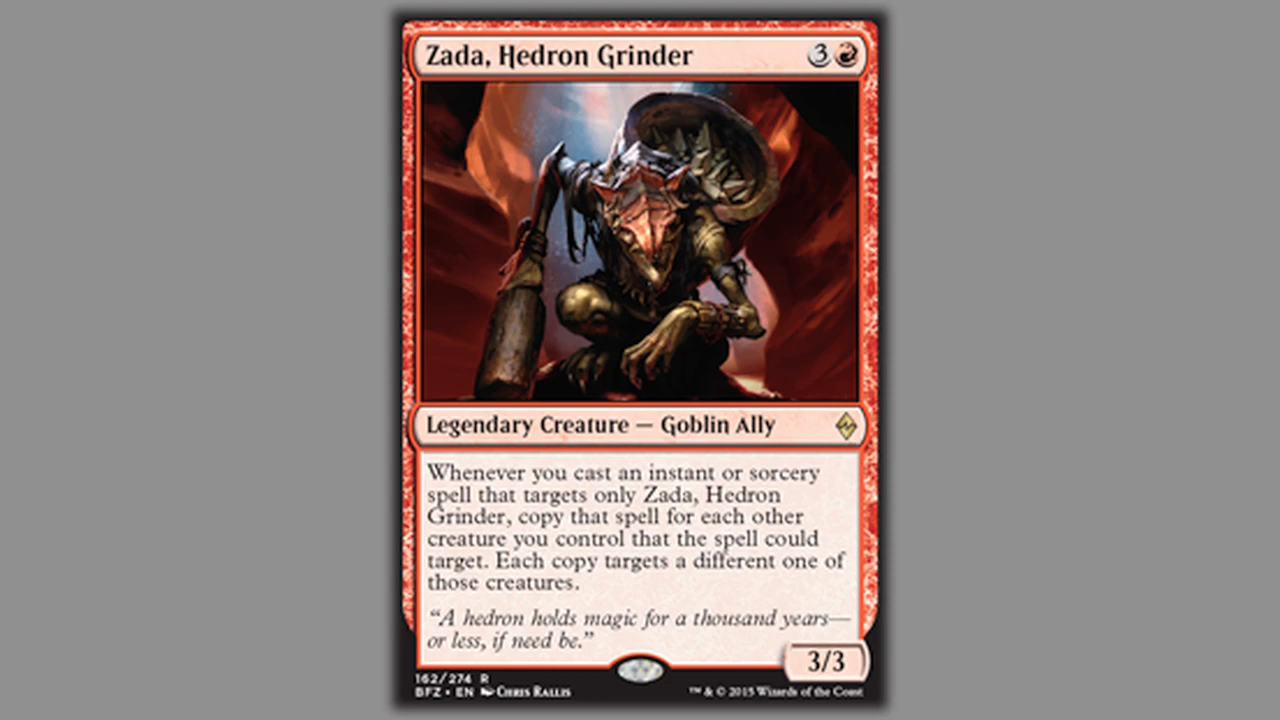 Zada, Hedron Grinder 3
Legendary Creature — Goblin Ally
Whenever you cast an instant or sorcery
spell that targets only Zada, Hedron
Grinder, copy that spell for each other
creature you control that the spell could
target. Each copy targets a different one of
those creatures.
“A hedron holds magic for a thousand years—
or less, if need be.”
3/3
162/274 R
BFZ • EN Chris Rallis
™ & © 2015 Wizards of the Coast